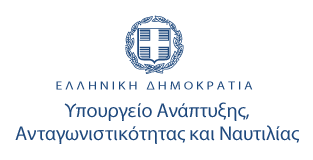 ΕΛΛΗΝΙΚΗ ΔΗΜΟΚΡΑΤΙΑ
Υπουργείο Ανάπτυξης,
Ανταγωνιστικότητας και Ναυτιλίας